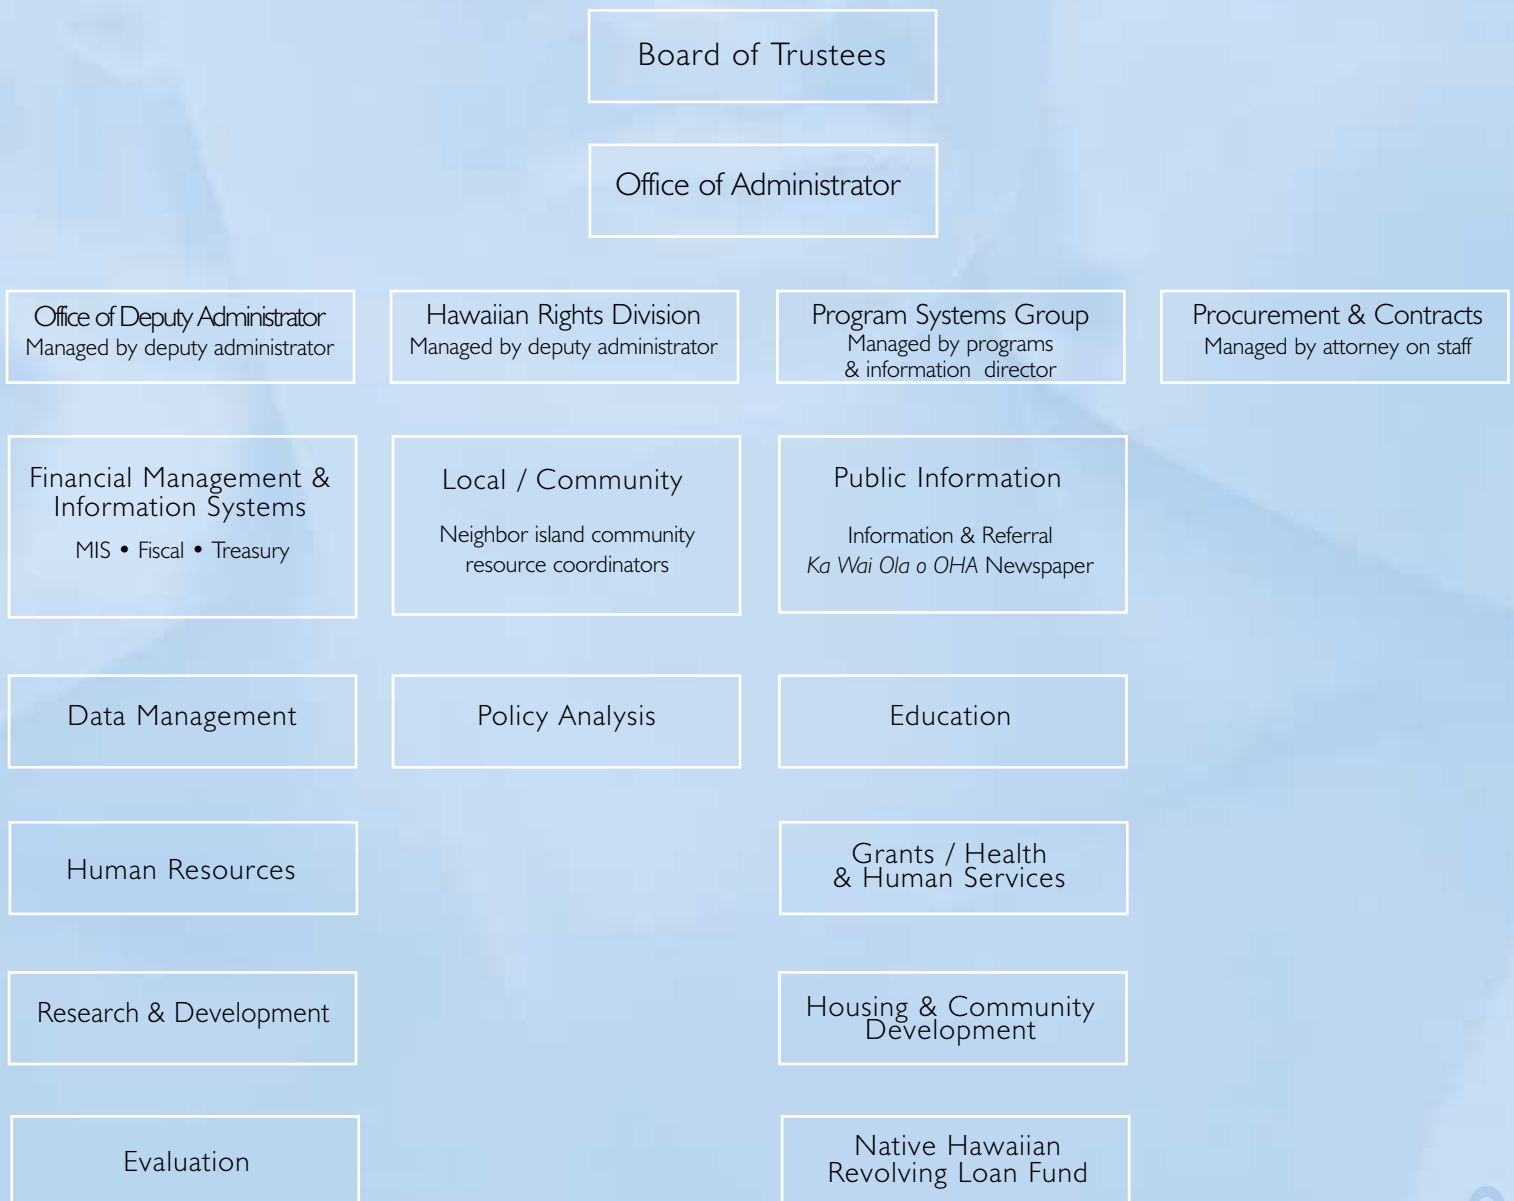 Board of Trustees
Office of Administrator
Office of Deputy Administrator
Managed by deputy administrator
Hawaiian Rights Division
Managed by deputy administrator
Program Systems Group
Managed by programs
& information director
Procurement & Contracts
Managed by attorney on staff
Financial Management &
Information Systems
MIS • Fiscal • Treasury
Local / Community
Neighbor island community
resource coordinators
Public Information
Information & Referral
Ka Wai Ola o OHA Newspaper
Data Management
Policy Analysis
Education
Human Resources
Grants / Health
& Human Services
Research & Development
Housing & Community
Development
Evaluation
Native Hawaiian
Revolving Loan Fund